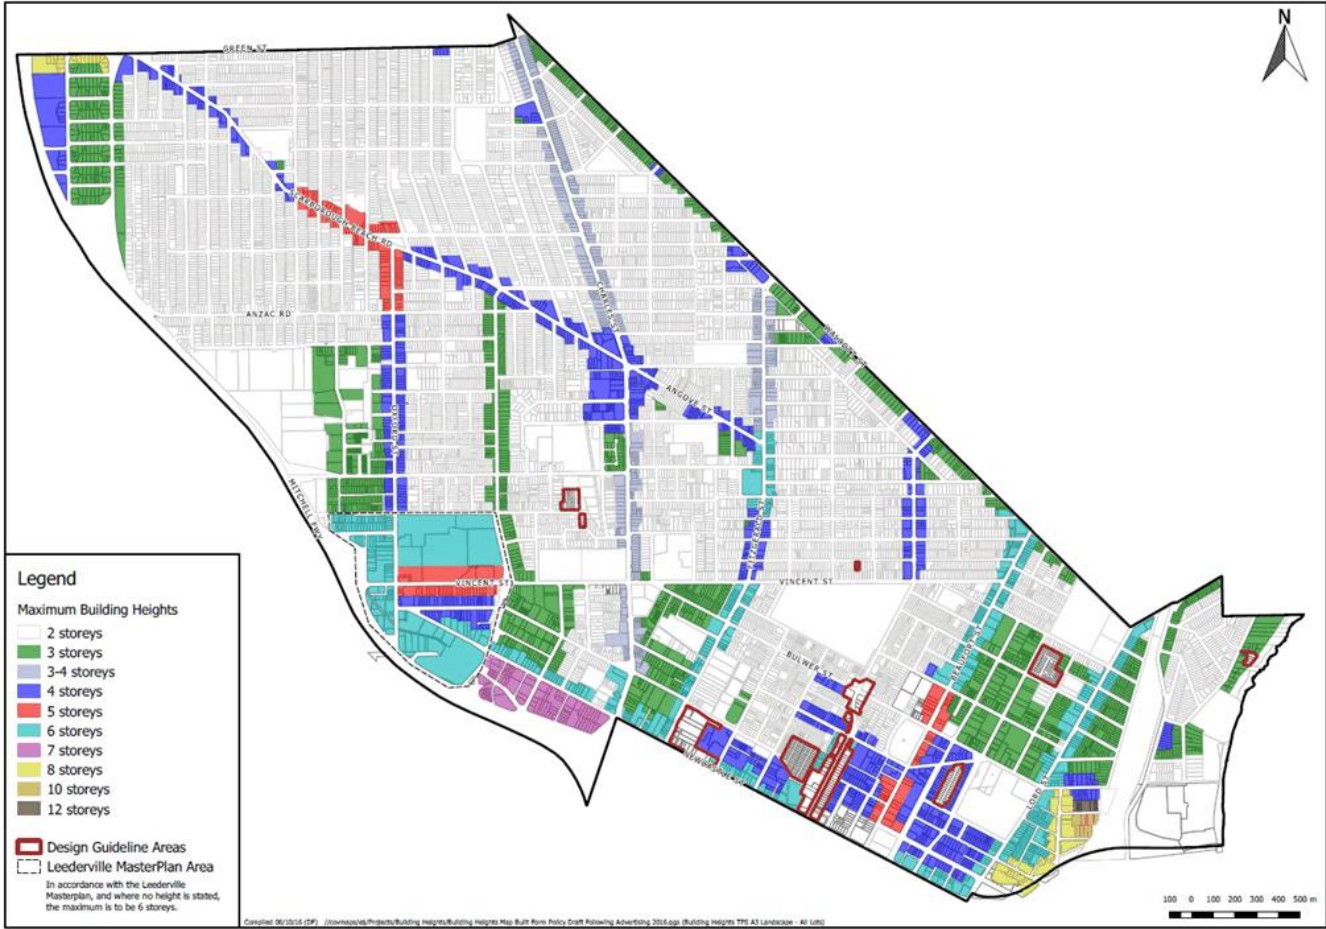 N
GREEN ST
SCARBOROUGH BEACH RD
CHARLES ST
ANZAC RD
WALCOTT ST
ANGOVE ST
OXFORD ST
MITCHELL FWY
FITZGERALD ST
VINCENT ST
VINCENT ST
BEAUFORT ST
BULWER ST
NEWCASTLE ST
LORD ST
Legend
Maximum Building Heights
2 storeys
3 storeys
3-4 storeys
4 storeys
5 storeys
6 storeys
7 storeys
8 storeys
10 storeys
12 storeys
Design Guideline Areas
Leederville MasterPlan Area
In accordance with the Leederville
Masterplan, and where no height is stated,
the maximum is to be 6 storeys.
100 0 100 200 300 400 500 m